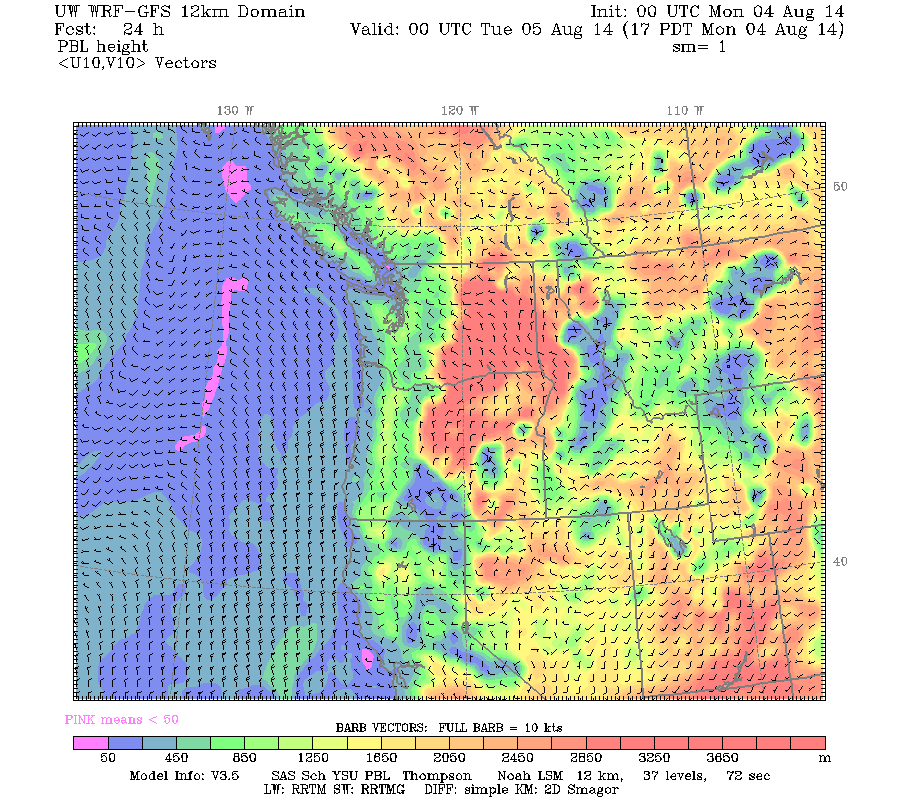 UW WRF-GFS 12km Domain Init: 00 UTC Mon 04 Aug 14
Fcst: 24 h Valid: 00 UTC Tue 05 Aug 14 (17 PDT Mon 04 Aug 14)
PBL height sm= 1
<U10,V10> Vectors
130 W 120 W 110 W
50
40
PINK means < 50
BARB VECTORS: FULL BARB = 10 kts
50 450 850 1250 1650 2050 2450 2850 3250 3650 m
Model Info: V3.5 SAS Sch YSU PBL Thompson Noah LSM 12 km, 37 levels, 72 sec
LW: RRTM SW: RRTMG DIFF: simple KM: 2D Smagor